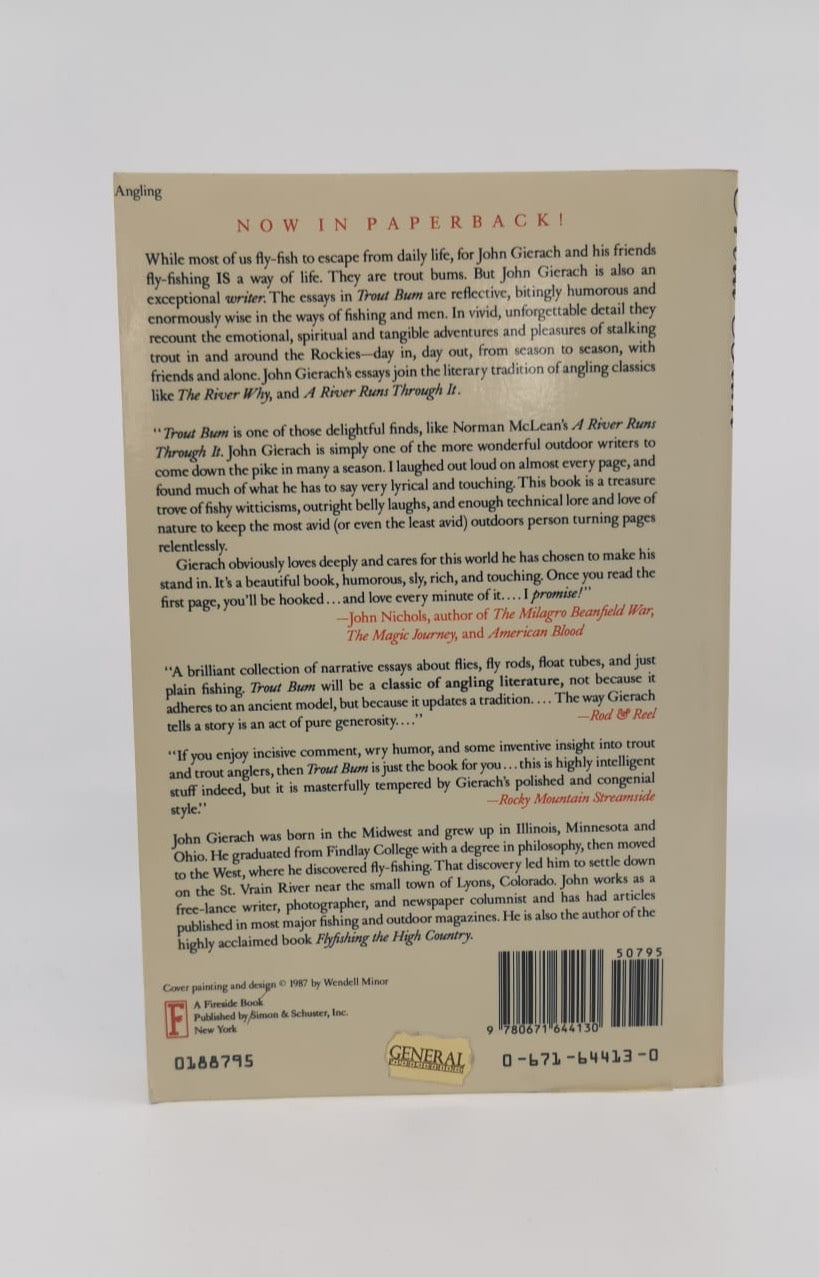 Angling
NOW IN PAPERBACK!
While most of us fly-fish to escape from daily life, for John Gierach and his friends
fly-fishing IS a way of life. They are trout bums. But John Gierach is also an
exceptional writer. The essays in Trout Bum are reflective, bitingly humorous and
enormously wise in the ways of fishing and men. In vivid, unforgettable detail they
recount the emotional, spiritual and tangible adventures and pleasures of stalking
trout in and around the Rockies—day in, day out, from season to season, with
friends and alone. John Gierach's essays join the literary tradition of angling classics
like The River Why, and A River Runs Through It.
"Trout Bum is one of those delightful finds, like Norman McLean's A River Runs
Through It. John Gierach is simply one of the more wonderful outdoor writers to
come down the pike in many a season. I laughed out loud on almost every page, and
found much of what he has to say very lyrical and touching. This book is a treasure
trove of fishy witticisms, outright belly laughs, and enough technical lore and love of
nature to keep the most avid (or even the least avid) outdoors person turning pages
relentlessly.
Gierach obviously loves deeply and cares for this world he has chosen to make his
stand in. It's a beautiful book, humorous, sly, rich, and touching. Once you read the
first page, you'll be hooked...and love every minute of it....I promise!"
—John Nichols, author of The Milagro Beanfield War,
The Magic Journey, and American Blood
"A brilliant collection of narrative essays about flies, fly rods, float tubes, and just
plain fishing. Trout Bum will be a classic of angling literature, not because it
adheres to an ancient model, but because it updates a tradition.... The way Gierach
tells a story is an act of pure generosity...."
—Rod & Reel
"If you enjoy incisive comment, wry humor, and some inventive insight into trout
and trout anglers, then Trout Bum is just the book for you...this is highly intelligent
stuff indeed, but it is masterfully tempered by Gierach's polished and congenial
style."
—Rocky Mountain Streamside
John Gierach was born in the Midwest and grew up in Illinois, Minnesota and
Ohio. He graduated from Findlay College with a degree in philosophy, then moved
to the West, where he discovered fly-fishing. That discovery led him to settle down
on the St. Vrain River near the small town of Lyons, Colorado. John works as a
free-lance writer, photographer, and newspaper columnist and has had articles
published in most major fishing and outdoor magazines. He is also the author of the
highly acclaimed book Flyfishing the High Country.
50795
Cover painting and design © 1987 by Wendell Minor
A Fireside Book
Published by Simon & Schuster, Inc.
New York
F
9 780671 644130
0188795
GENERAL
0-671-64413-0